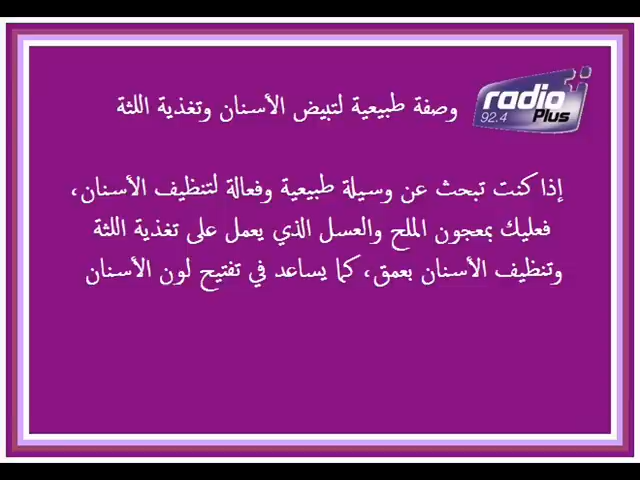 وصفة طبيعية لتبيض الأسنان وتغذية اللثة
radio
92.4 Plus
إذا كنت تبحث عن وسيلة طبيعية وفعالة لتنظيف الأسنان،
فعليك بمعجون الملح والعسل الذي يعمل على تغذية اللثة
وتنظيف الأسنان بعمق، كما يساعد في تفتيح لون الأسنان